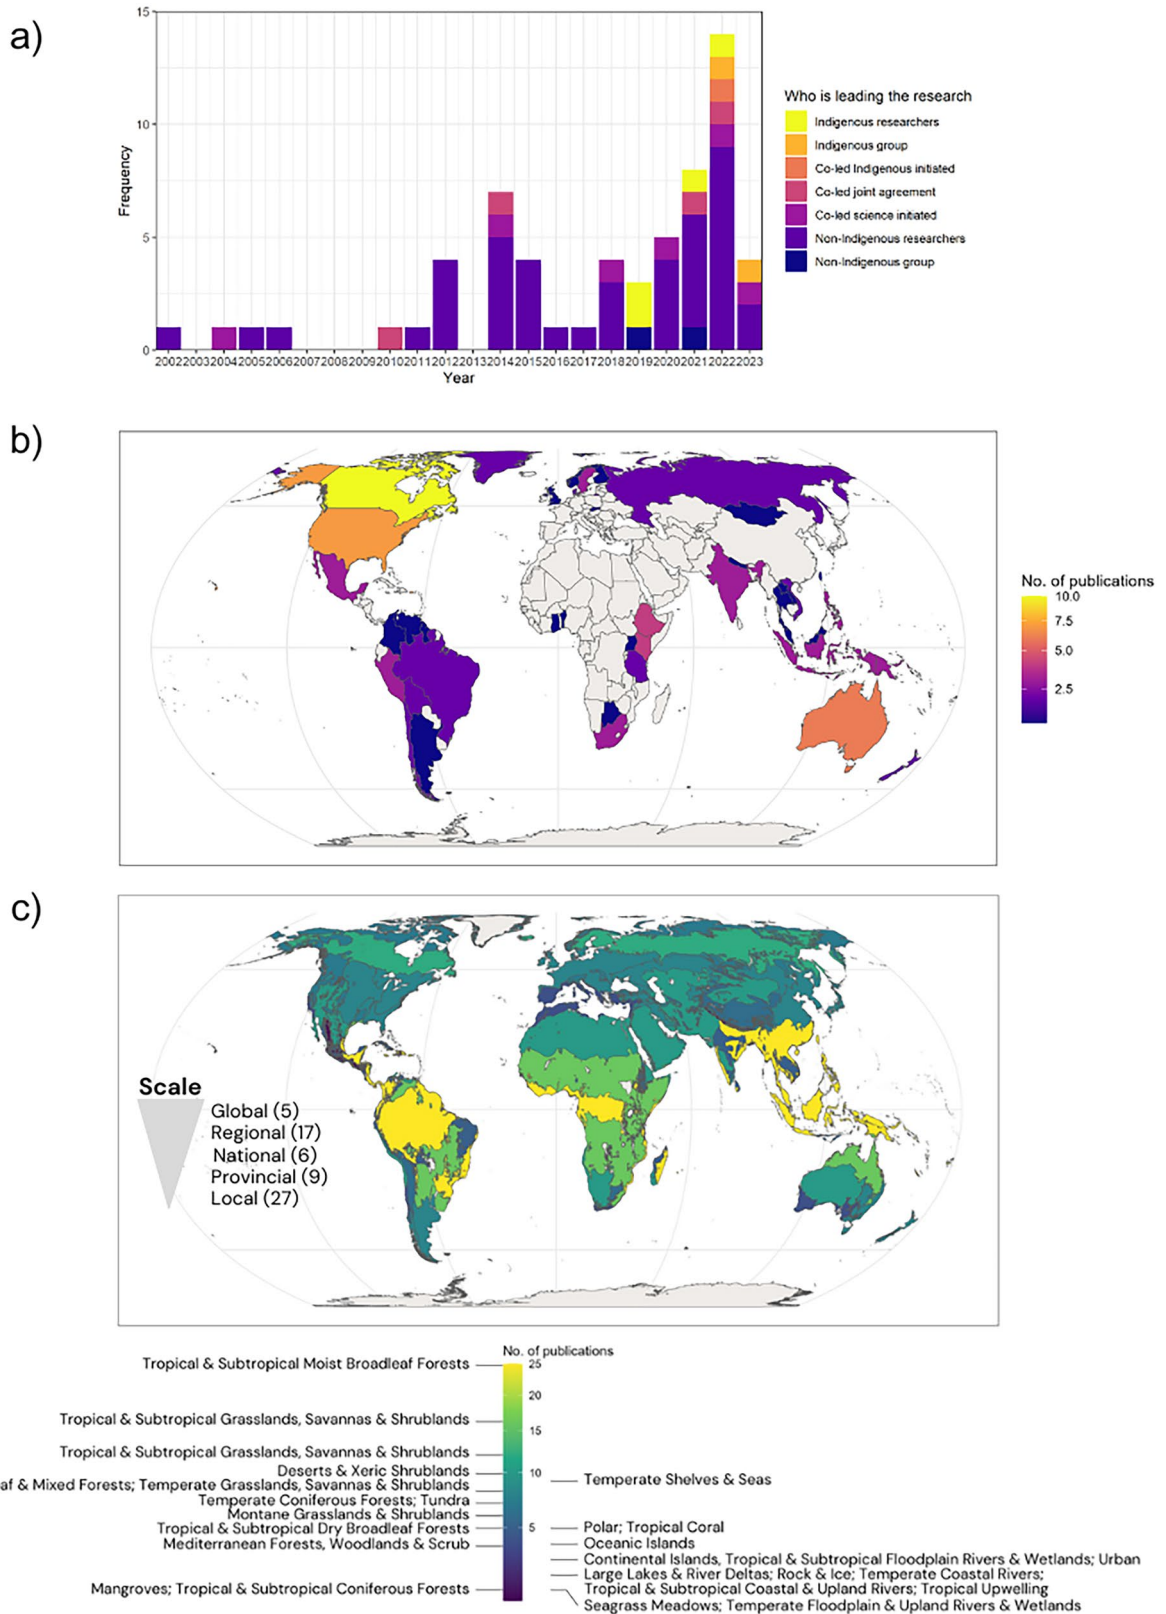 a)
15
10
5
0
Frequency
2002 2003 2004 2005 2006 2007 2008 2009 2010 2011 2012 2013 2014 2015 2016 2017 2018 2019 2020 2021 2022 2023
Year
Who is leading the research
Indigenous researchers
Indigenous group
Co-led Indigenous initiated
Co-led joint agreement
Co-led science initiated
Non-Indigenous researchers
Non-Indigenous group
b)
No. of publications
10.0
7.5
5.0
2.5
c)
Scale
Global (5)
Regional (17)
National (6)
Provincial (9)
Local (27)
No. of publications
25
20
15
10
5
Tropical & Subtropical Moist Broadleaf Forests
Tropical & Subtropical Grasslands, Savannas & Shrublands
Tropical & Subtropical Grasslands, Savannas & Shrublands
Deserts & Xeric Shrublands
af & Mixed Forests; Temperate Grasslands, Savannas & Shrublands
Temperate Coniferous Forests; Tundra
Montane Grasslands & Shrublands
Tropical & Subtropical Dry Broadleaf Forests
Mediterranean Forests, Woodlands & Scrub
Mangroves; Tropical & Subtropical Coniferous Forests
Temperate Shelves & Seas
Polar; Tropical Coral
Oceanic Islands
Continental Islands, Tropical & Subtropical Floodplain Rivers & Wetlands; Urban
Large Lakes & River Deltas; Rock & Ice; Temperate Coastal Rivers;
Tropical & Subtropical Coastal & Upland Rivers; Tropical Upwelling
Seagrass Meadows; Temperate Floodplain & Upland Rivers & Wetlands